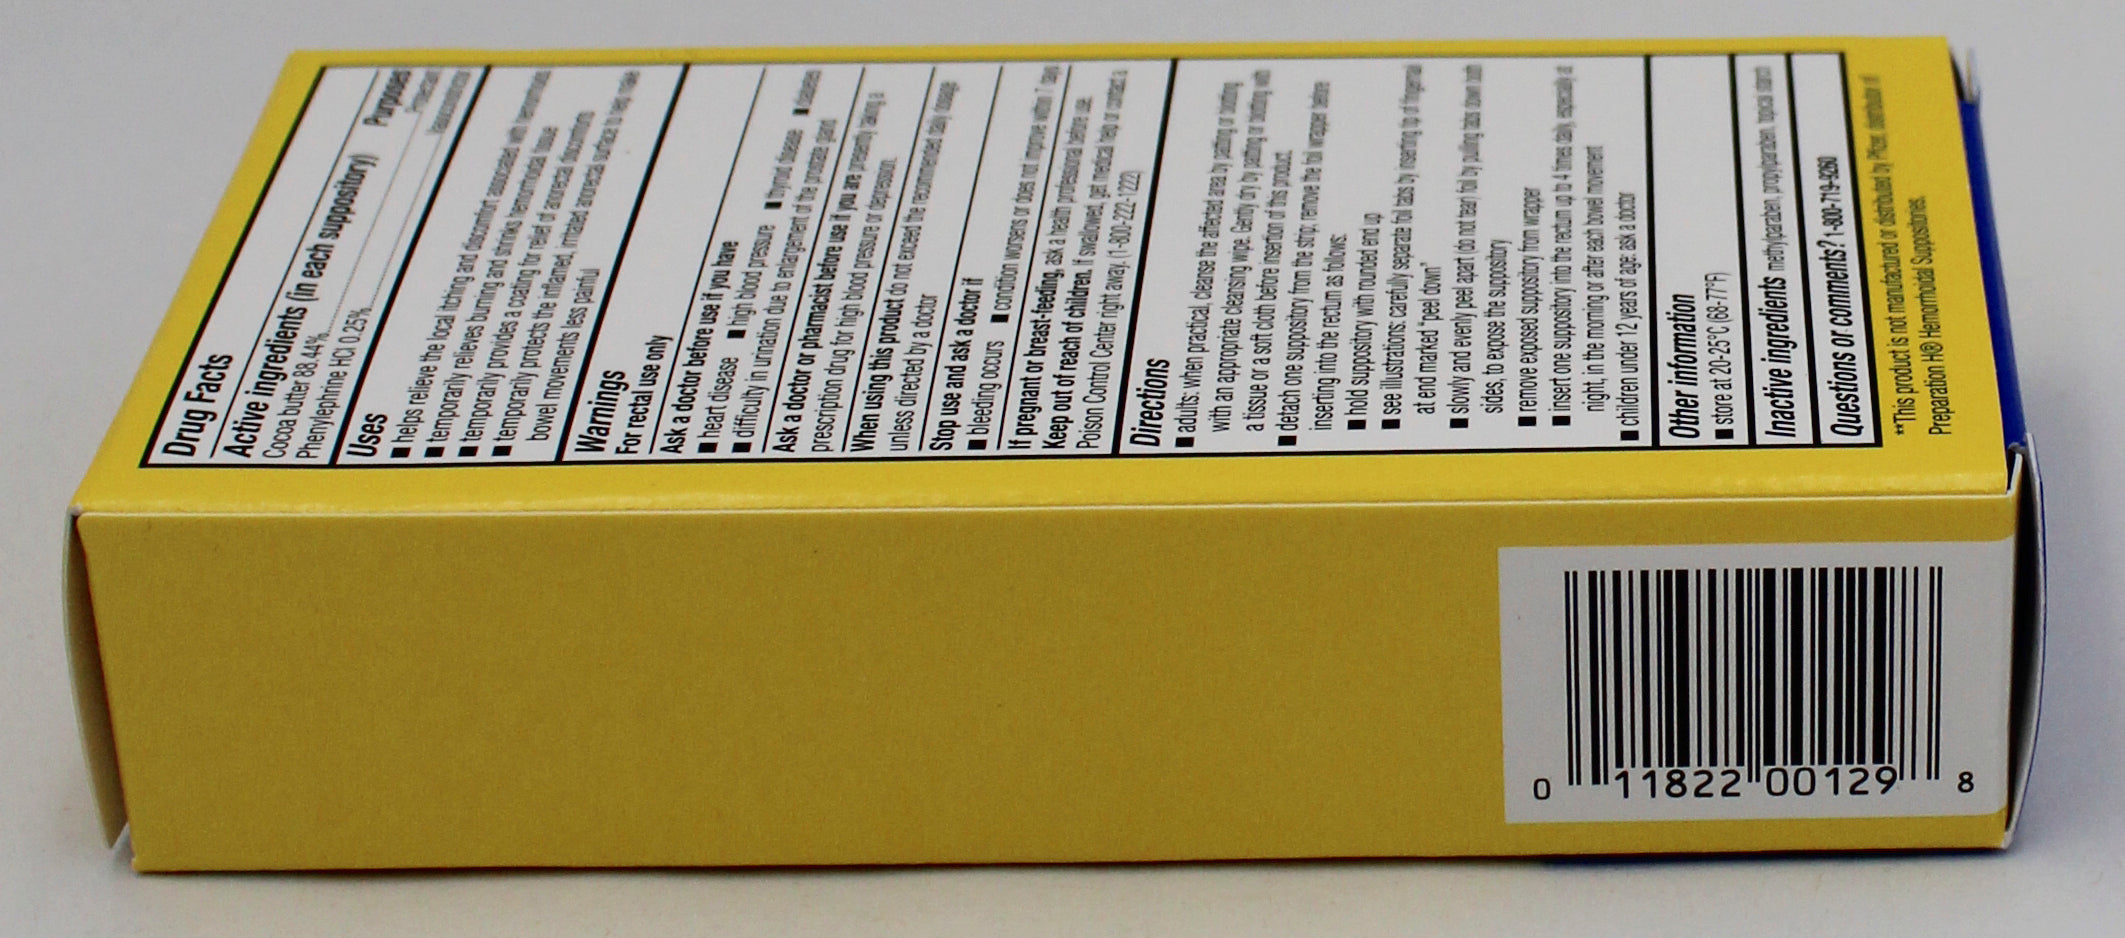 Drug Facts
Active ingredients (in each suppository) Purposes
Cocoa butter 88.44% Protectant
Phenylephrine HCl 0.25% Vasoconstrictor
Uses
■ helps relieve the local itching and discomfort associated with hemorrhoids
■ temporarily relieves burning and shrinks hemorrhoidal tissue
■ temporarily provides a coating for relief of anorectal discomforts
■ temporarily protects the inflamed, irritated anorectal surface to help make
bowel movements less painful
Warnings
For rectal use only
Ask a doctor before use if you have
■ heart disease ■ high blood pressure ■ thyroid disease ■ diabetes
■ difficulty in urination due to enlargement of the prostate gland
Ask a doctor or pharmacist before use if you are presently taking a
prescription drug for high blood pressure or depression.
When using this product do not exceed the recommended daily dosage
unless directed by a doctor
Stop use and ask a doctor if
■ bleeding occurs ■ condition worsens or does not improve within 7 days
If pregnant or breast-feeding, ask a health professional before use.
Keep out of reach of children. If swallowed, get medical help or contact a
Poison Control Center right away. (1-800-222-1222)
Directions
■ adults: when practical, cleanse the affected area by patting or blotting
with an appropriate cleansing wipe. Gently dry by patting or blotting with
a tissue or a soft cloth before insertion of this product.
■ detach one suppository from the strip; remove the foil wrapper before
inserting into the rectum as follows:
■ hold suppository with rounded end up
■ see illustrations: carefully separate foil tabs by inserting tip of fingernail
at end marked "peel down"
■ slowly and evenly peel apart (do not tear) foil by pulling tabs down both
sides, to expose the suppository
■ remove exposed suppository from wrapper
■ insert one suppository into the rectum up to 4 times daily, especially at
night, in the morning or after each bowel movement
■ children under 12 years of age: ask a doctor
Other information
■ store at 20-25°C (68-77°F)
Inactive ingredients methylparaben, propylparaben, topical starch
Questions or comments? 1-800-719-9260
**This product is not manufactured or distributed by Pfizer, distributor of
Preparation H® Hemorrhoidal Suppositories.
0 11822 00129 8